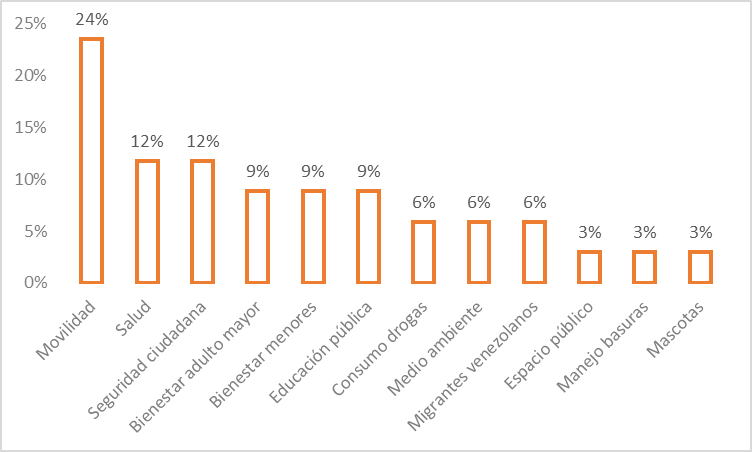 25%
20%
15%
10%
5%
0%
24%
12%
12%
9%
9%
9%
6%
6%
6%
3%
3%
3%
Movilidad
Salud
Seguridad ciudadana
Bienestar adulto mayor
Bienestar menores
Educación pública
Consumo drogas
Medio ambiente
Migrantes venezolanos
Espacio público
Manejo basuras
Mascotas